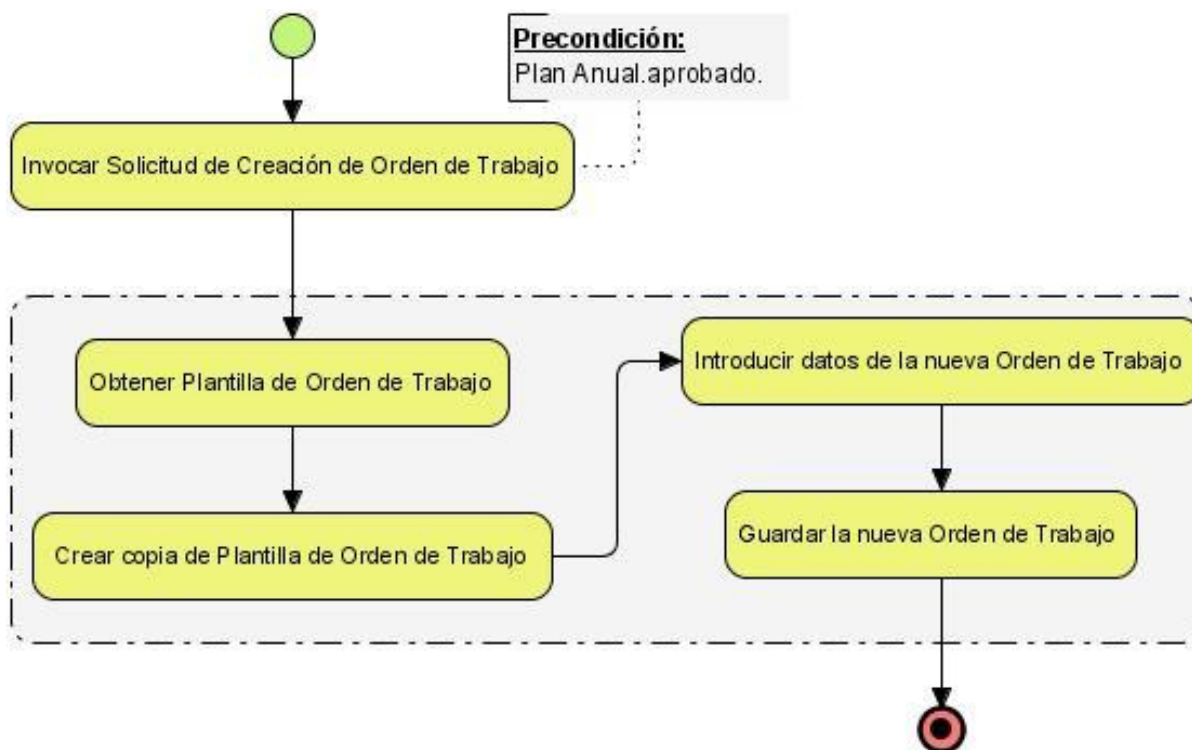 Precondición:
Plan Anual.aprobado.
Invocar Solicitud de Creación de Orden de Trabajo
Obtener Plantilla de Orden de Trabajo
Crear copia de Plantilla de Orden de Trabajo
Introducir datos de la nueva Orden de Trabajo
Guardar la nueva Orden de Trabajo